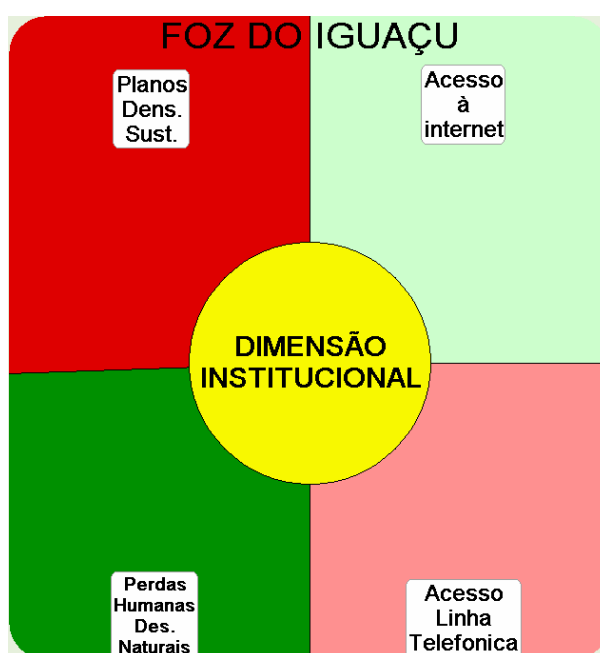 FOZ DO IGUAÇU
Planos
Dens.
Sust.
Acesso
à
internet
DIMENSÃO
INSTITUCIONAL
Perdas
Humanas
Des.
Naturais
Acesso
Linha
Telefonica